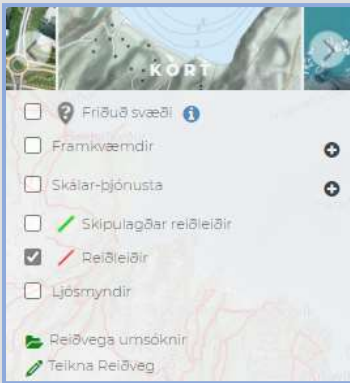 KORT
Friðuð svæði
Framkvæmdir
Skálar-þjónusta
Skipulagðar reiðleiðir
Reiðleiðir
Ljósmyndir
Reiðvega umsóknir
Teikna Reiðveg